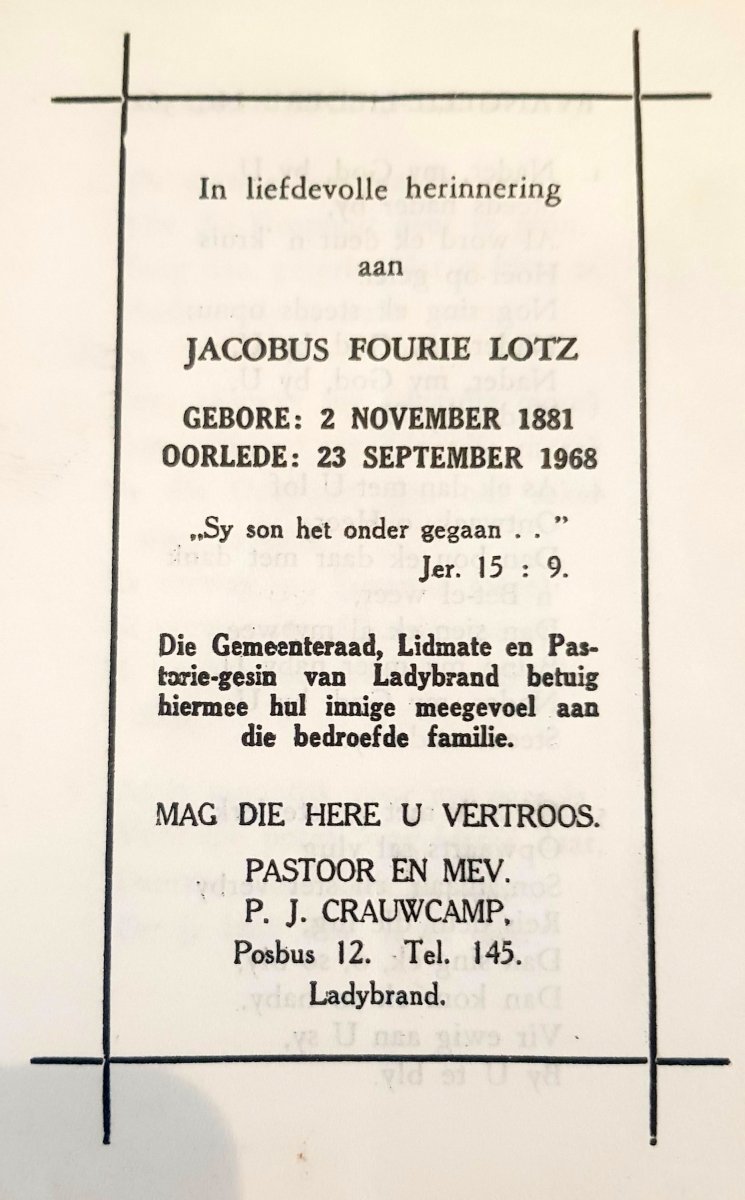 In liefdevolle herinnering
aan
JACOBUS FOURIE LOTZ
GEBORE: 2 NOVEMBER 1881
OORLEDE: 23 SEPTEMBER 1968
„Sy son het onder gegaan . . ”
Jer. 15 : 9.
Die Gemeenteraad, Lidmate en Pas-
torie-gesin van Ladybrand betuig
hiermee hul innige meegevoel aan
die bedroefde familie.
MAG DIE HERE U VERTROOS.
PASTOOR EN MEV.
P. J. CRAUWCAMP,
Posbus 12. Tel. 145.
Ladybrand.